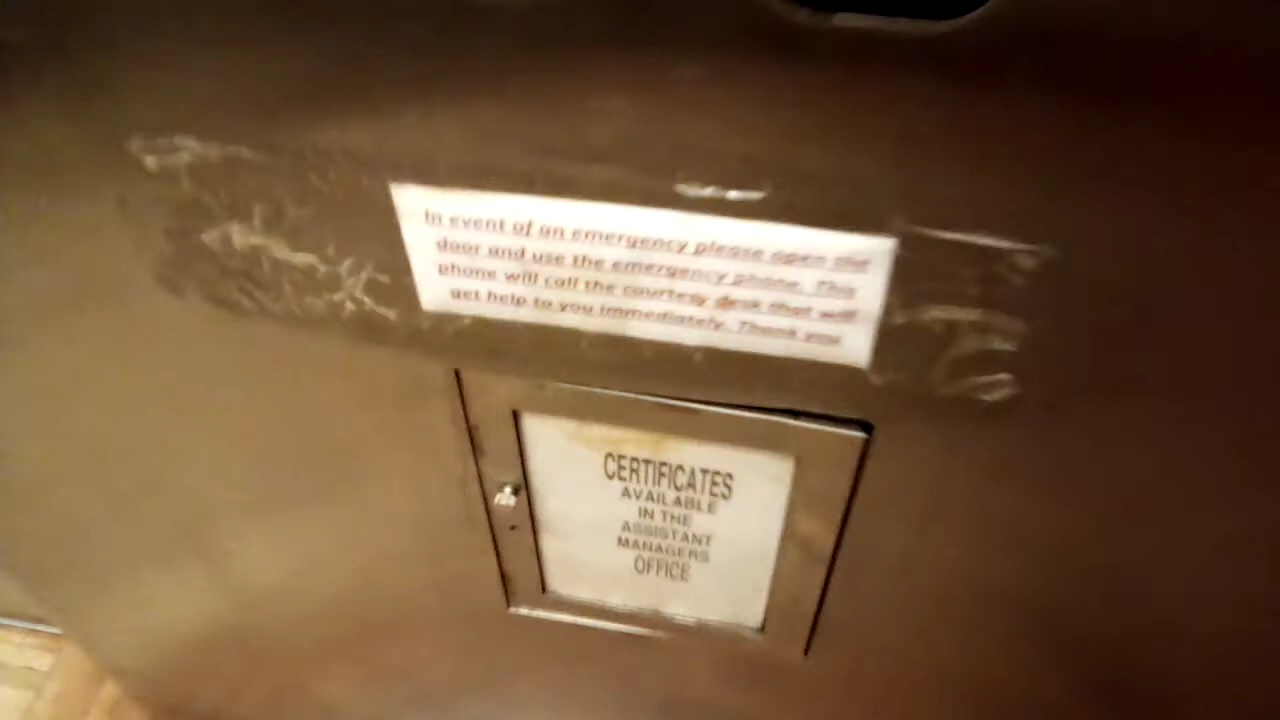 In event of an emergency please open the
door and use the emergency phone. This
phone will call the courtesy desk that will
get help to you immediately. Thank you
CERTIFICATES
AVAILABLE
IN THE
ASSISTANT
MANAGERS
OFFICE